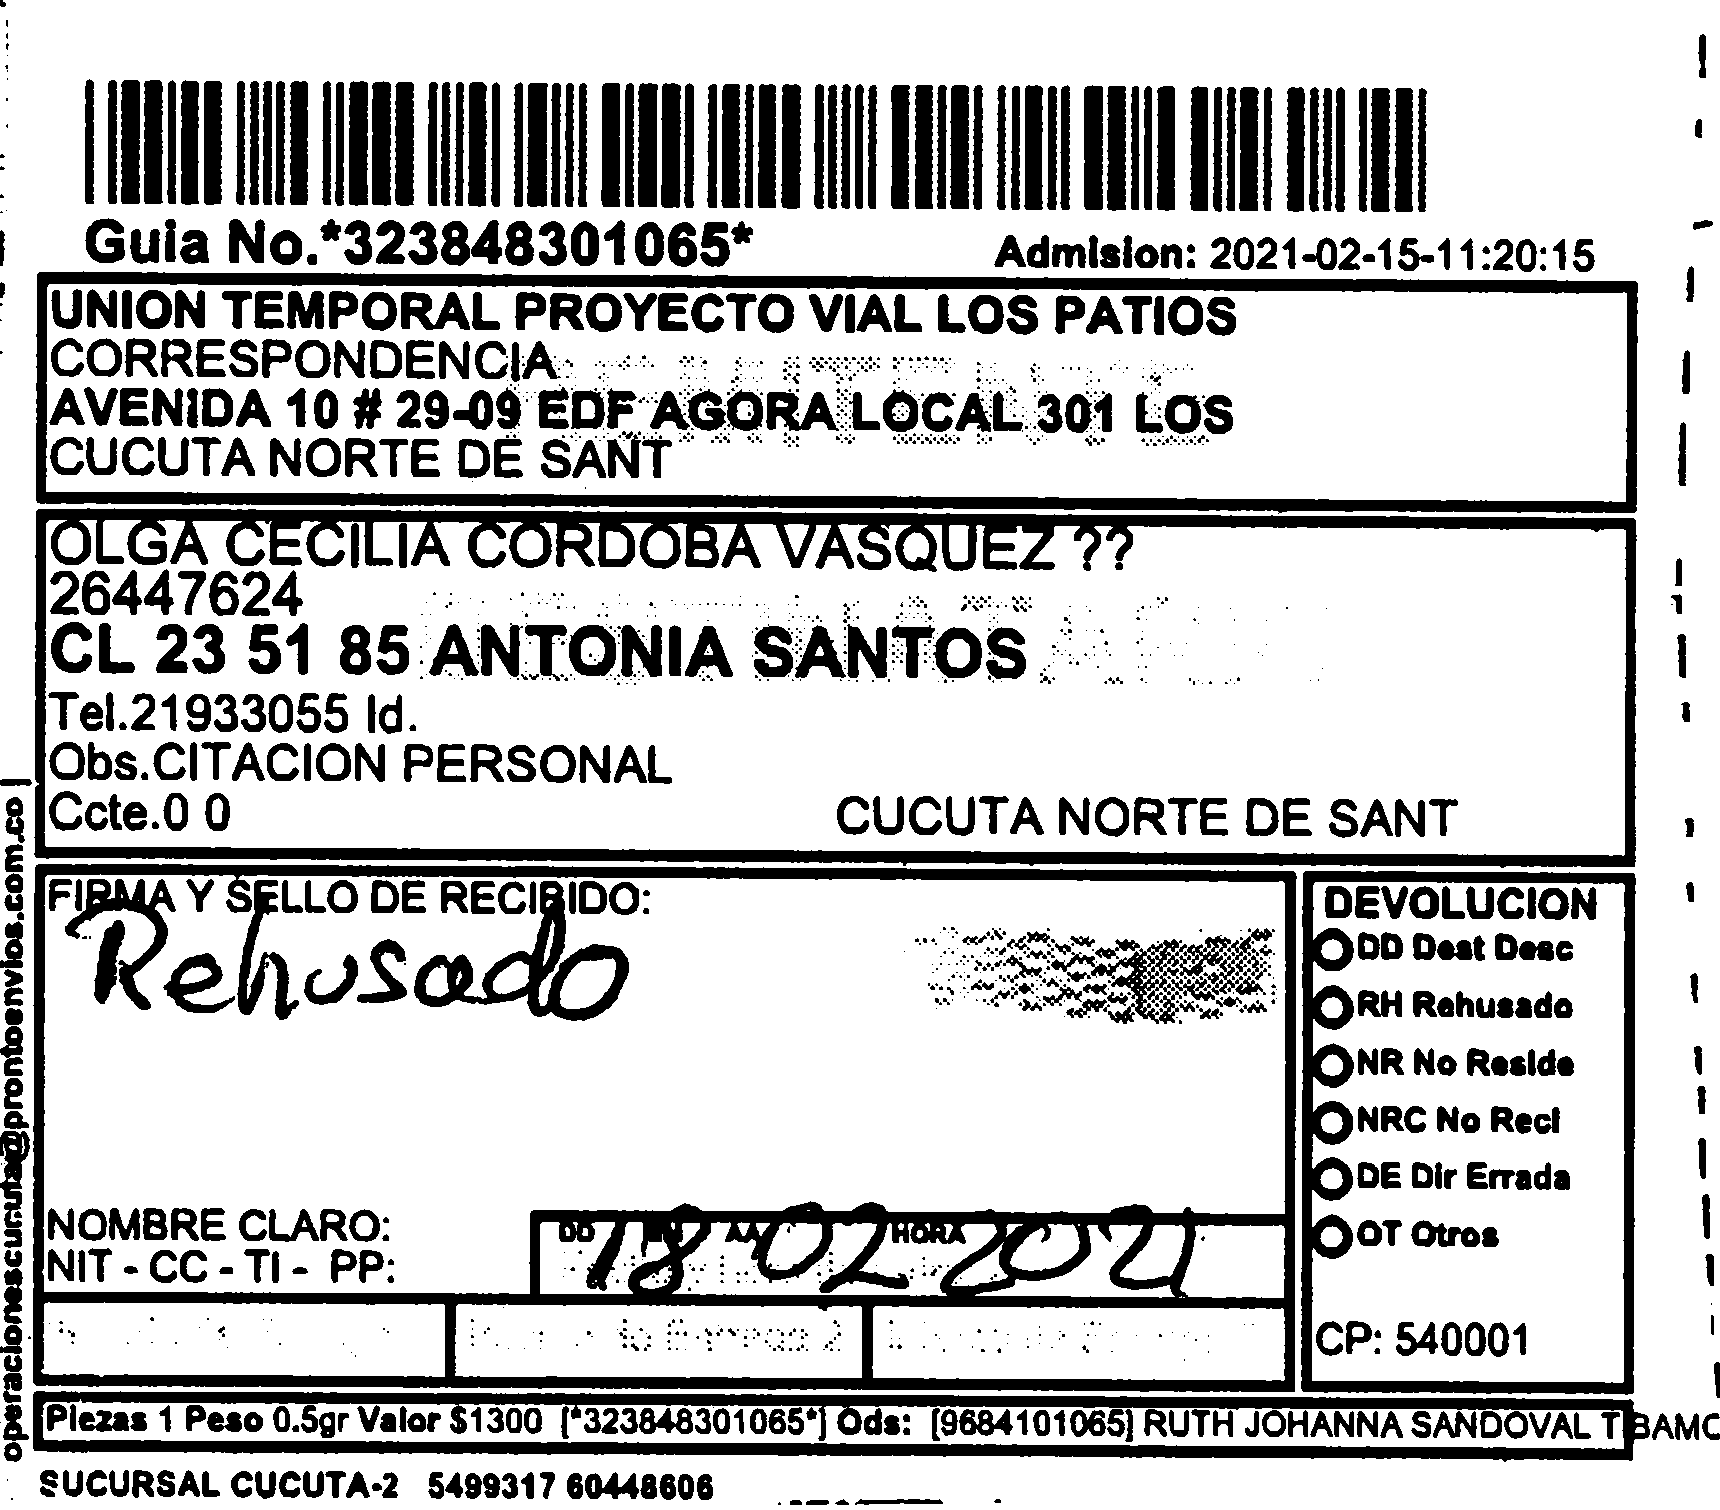 Guia No.*323848301065*
Admision: 2021-02-15-11:20:15
UNION TEMPORAL PROYECTO VIAL LOS PATIOS
CORRESPONDENCIA
AVENIDA 10 # 29-09 EDF AGORA LOCAL 301 LOS
CUCUTA NORTE DE SANT
OLGA CECILIA CORDOBA VASQUEZ ??
26447624
CL 23 51 85 ANTONIA SANTOS
Tel.21933055 Id.
Obs.CITACION PERSONAL
Ccte.0 0 CUCUTA NORTE DE SANT
FIRMA Y SELLO DE RECIBIDO:
Rehusado
NOMBRE CLARO:
NIT - CC - TI - PP:
DD AA HORA
18 02 2021
DEVOLUCION
DD Dest Desc
RH Rehusado
NR No Reside
NRC No Recl
DE Dir Errada
OT Otros
CP: 540001
Piezas 1 Peso 0.5gr Valor $1300 [*323848301065*] Ods: [9684101065] RUTH JOHANNA SANDOVAL TIBAMO
SUCURSAL CUCUTA-2 5499317 60448606
operacionescucuta@prontoenvios.com.co |